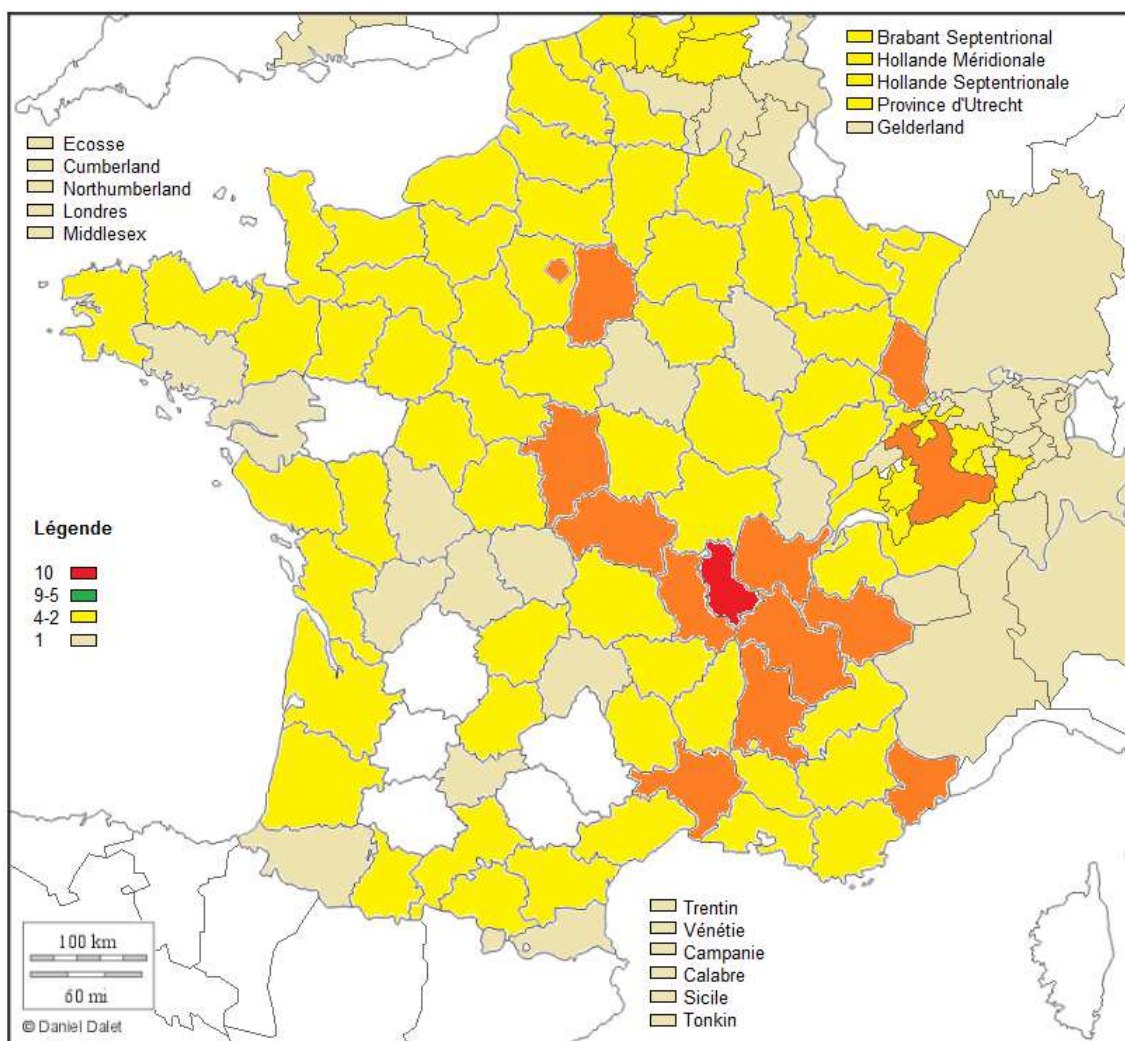 Brabant Septentrional
Hollande Méridionale
Hollande Septentrionale
Province d'Utrecht
Gelderland
Ecosse
Cumberland
Northumberland
Londres
Middlesex
Légende
10
9-5
4-2
1
Trentin
Vénétie
Campanie
Calabre
Sicile
Tonkin
100 km
60 mi
© Daniel Dalet